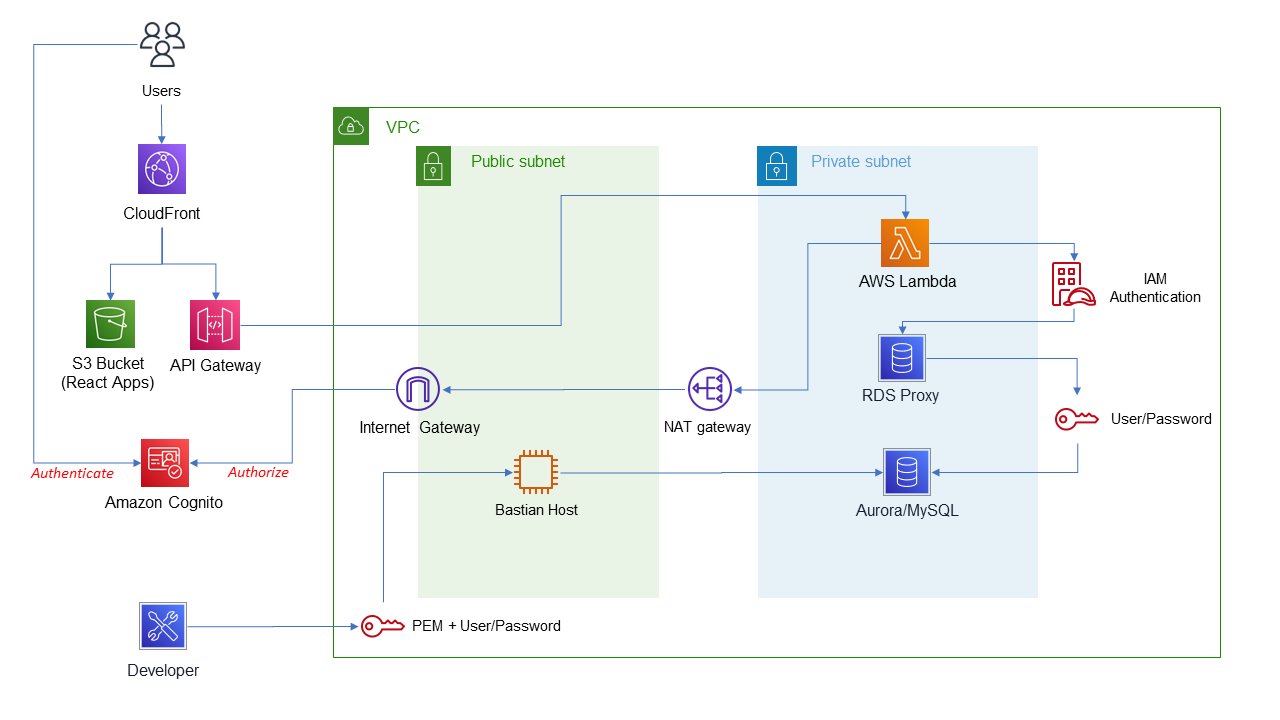 Users
VPC
Public subnet
Private subnet
CloudFront
AWS Lambda
IAM
Authentication
S3 Bucket
(React Apps)
API Gateway
RDS Proxy
Internet Gateway
NAT gateway
User/Password
Authenticate
Authorize
Amazon Cognito
Bastian Host
Aurora/MySQL
PEM + User/Password
Developer